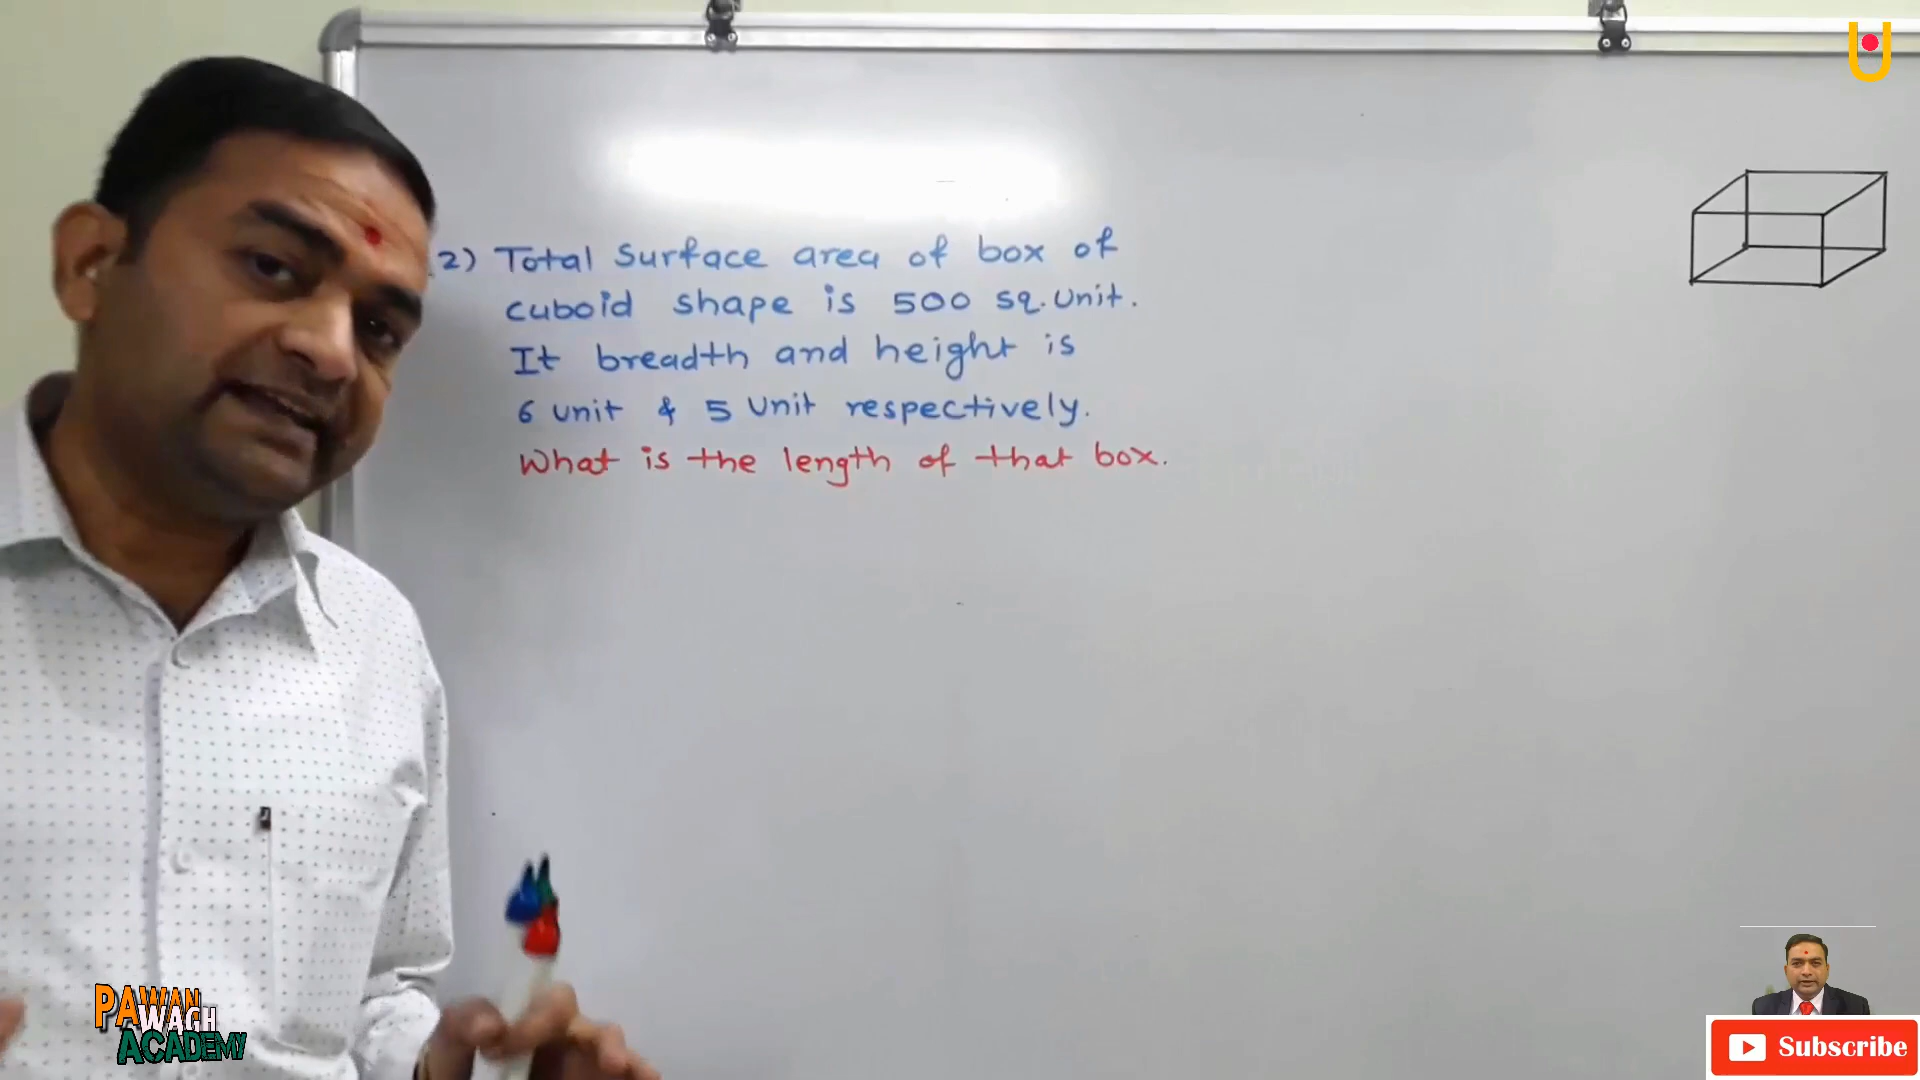 2) Total surface area of box of
cuboid shape is 500 sq. unit.
It breadth and height is
6 unit & 5 unit respectively.
What is the length of that box.
PAWAN
WAGH
ACADEMY
Subscribe